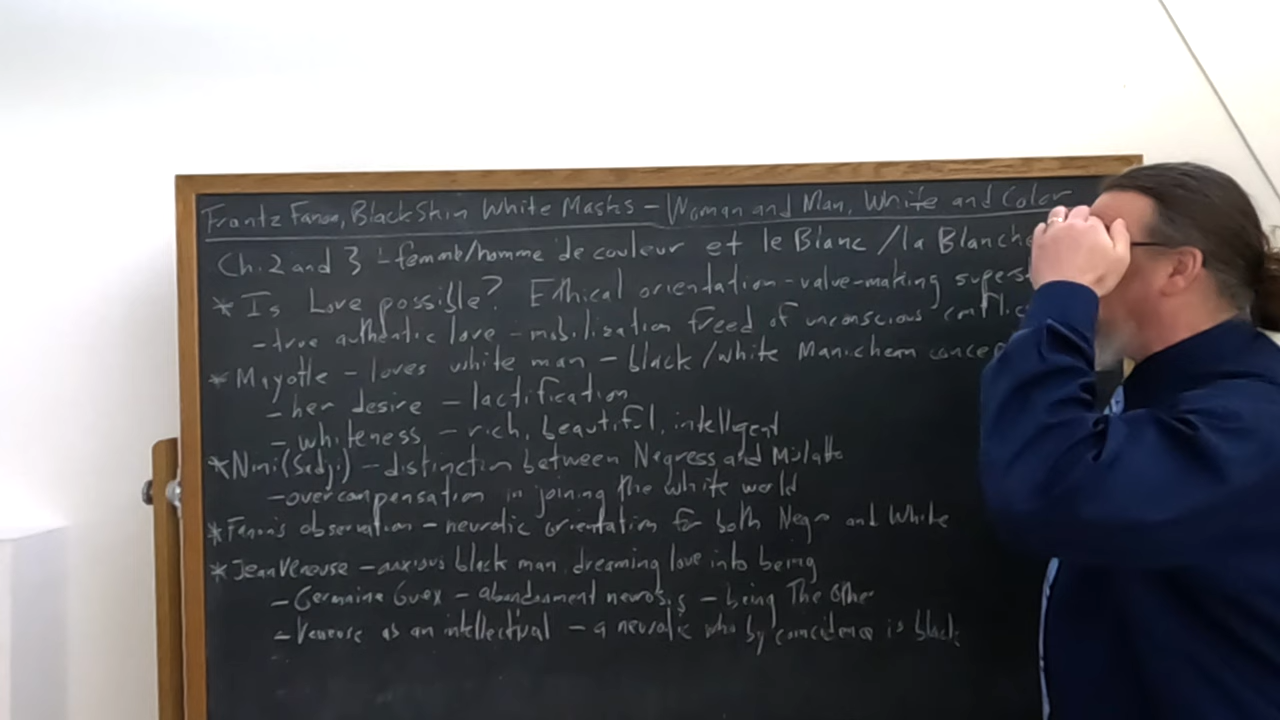 Frantz Fanon, Black Skin White Masks – Woman and Man, White and Color
Ch. 2 and 3 – femme/homme de couleur et le Blanc / la Blanche
* Is Love possible? Ethical orientation – value-making
– true authentic love – mobilization freed of unconscious
* Mayotte – loves white man – black/white Manichean
– her desire – lactification
– whiteness – rich, beautiful, intelligent
* Nini (Sadji) – distinction between Negress and Mulatto
– overcompensation in joining the white world
* Fanon's observation – neurotic orientation for both Negro and White
* Jean Veneuse – anxious black man, dreaming love into being
– Germaine Guex – abandonment neurosis – being The Other
– Veneuse as an intellectual – a neurotic who by coincidence is black